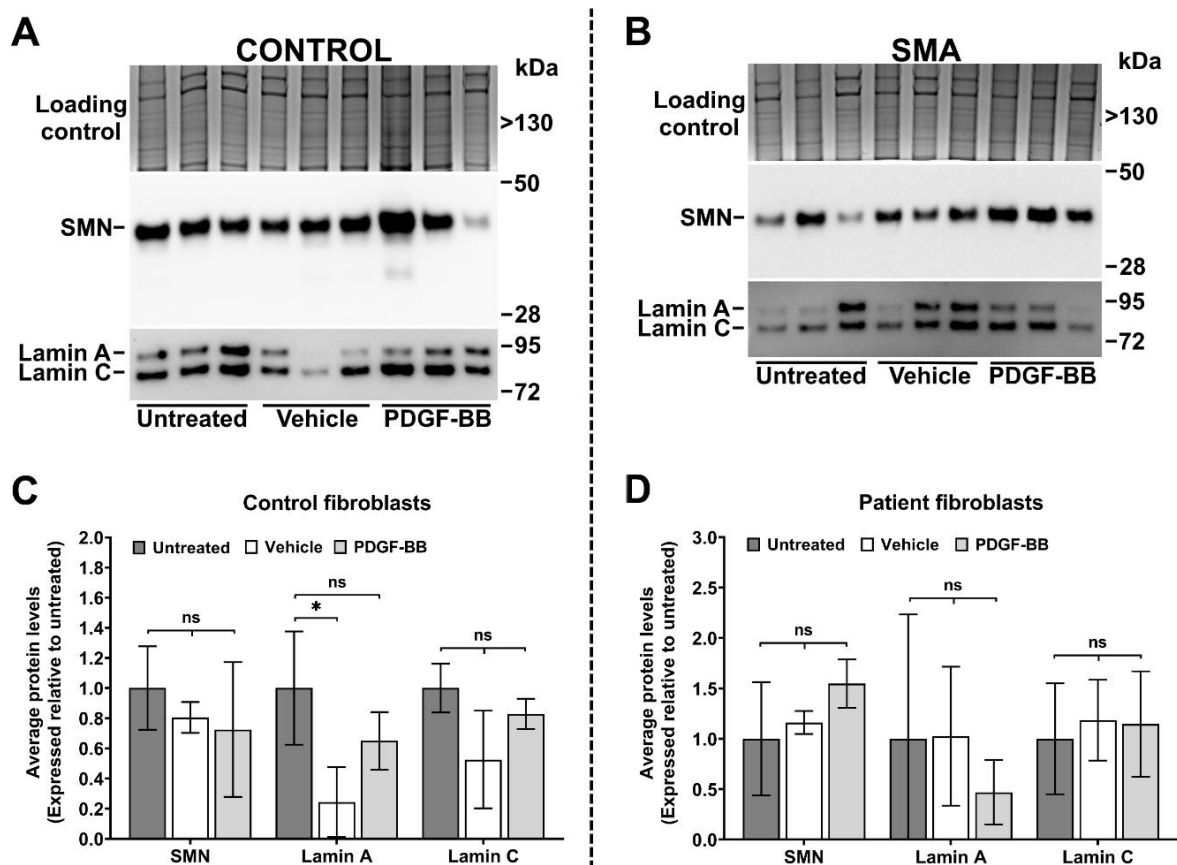 A
CONTROL
kDa
Loading
control
>130
50
SMN
28
Lamin A
95
Lamin C
72
Untreated Vehicle PDGF-BB
B
SMA
kDa
Loading
control
>130
50
SMN
28
Lamin A
95
Lamin C
72
Untreated Vehicle PDGF-BB
C
Control fibroblasts
Average protein levels
(Expressed relative to untreated)
2.0
1.8
1.6
1.4
1.2
1.0
0.8
0.6
0.4
0.2
0.0
Untreated Vehicle PDGF-BB
ns
ns
*
ns
SMN Lamin A Lamin C
D
Patient fibroblasts
Average protein levels
(Expressed relative to untreated)
3.0
2.5
2.0
1.5
1.0
0.5
0.0
Untreated Vehicle PDGF-BB
ns
ns
ns
SMN Lamin A Lamin C